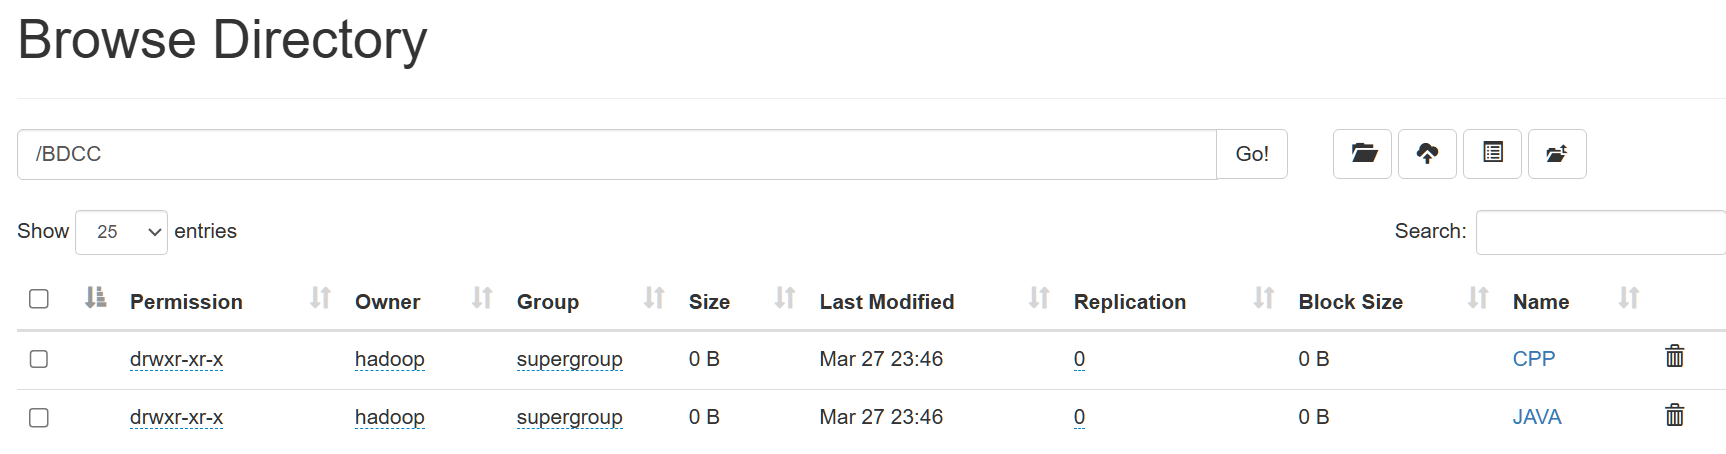 Browse Directory
/BDCC Go!
Show 25 entries Search:
Permission Owner Group Size Last Modified Replication Block Size Name
drwxr-xr-x hadoop supergroup 0 B Mar 27 23:46 0 0 B CPP
drwxr-xr-x hadoop supergroup 0 B Mar 27 23:46 0 0 B JAVA